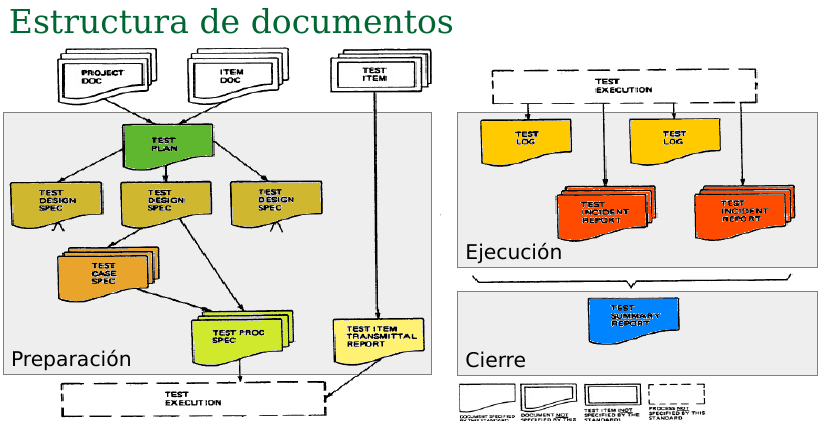 Estructura de documentos
PROJECT
DOC
ITEM
DOC
TEST
ITEM
TEST
PLAN
TEST
DESIGN
SPEC
TEST
DESIGN
SPEC
TEST
DESIGN
SPEC
TEST
CASE
SPEC
TEST PROC
SPEC
TEST ITEM
TRANSMITTAL
REPORT
Preparación
TEST
EXECUTION
TEST
EXECUTION
TEST
LOG
TEST
LOG
TEST
INCIDENT
REPORT
TEST
INCIDENT
REPORT
Ejecución
TEST
SUMMARY
REPORT
Cierre
DOCUMENT SPECIFIED
BY THIS STANDARD
DOCUMENT NOT
SPECIFIED BY THIS
TEST ITEM (NOT
SPECIFIED BY THE
STANDARD)
PROCESS NOT
SPECIFIED BY THIS
STANDARD